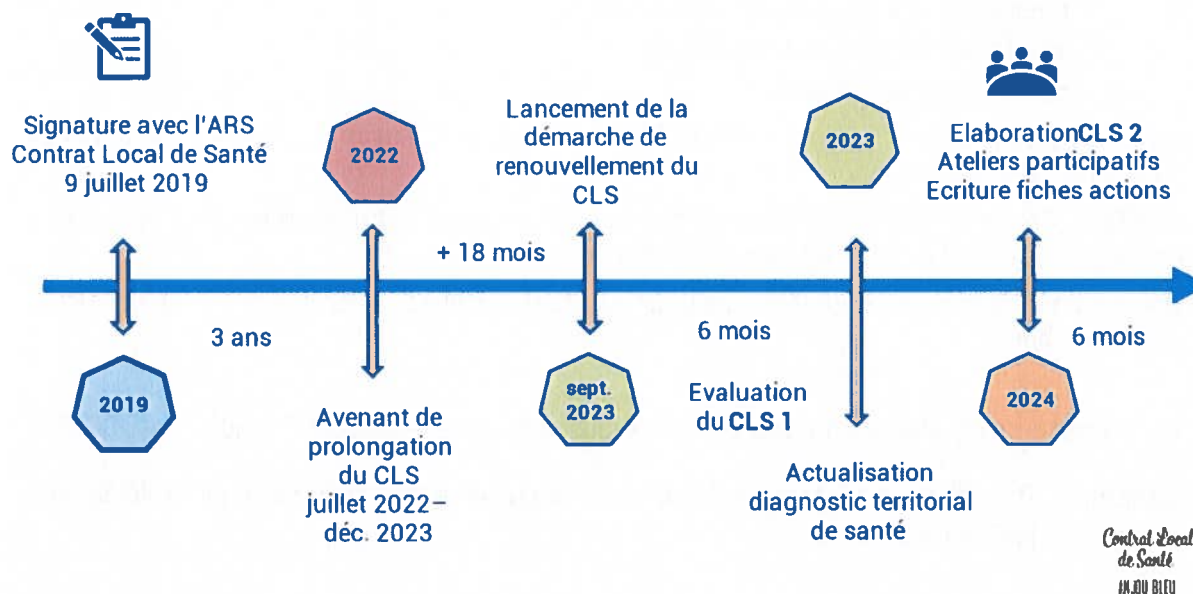 Signature avec l'ARS
Contrat Local de Santé
9 juillet 2019
2019
3 ans
2022
Avenant de
prolongation
du CLS
juillet 2022–
déc. 2023
+ 18 mois
Lancement de la
démarche de
renouvellement du
CLS
sept.
2023
6 mois
Evaluation
du CLS 1
2023
Actualisation
diagnostic territorial
de santé
ElaborationCLS 2
Ateliers participatifs
Ecriture fiches actions
2024
6 mois
Contrat Local
de Santé
ANJOU BLEU